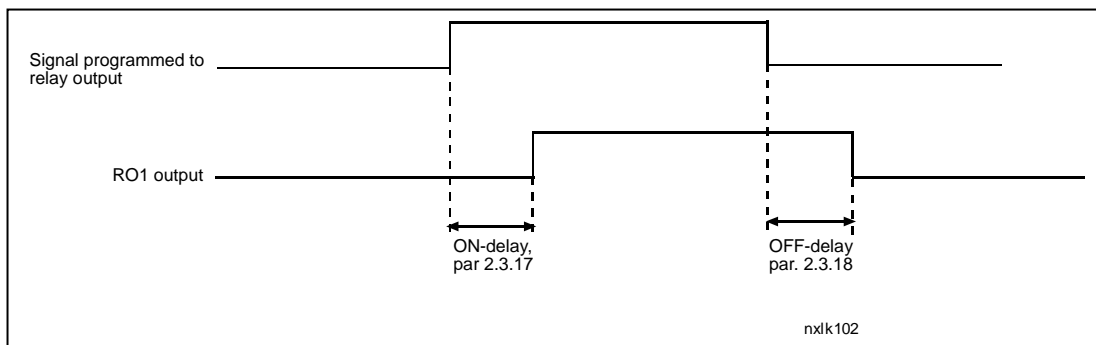 Signal programmed to
relay output
RO1 output
ON-delay,
par 2.3.17
OFF-delay
par. 2.3.18
nxlk102